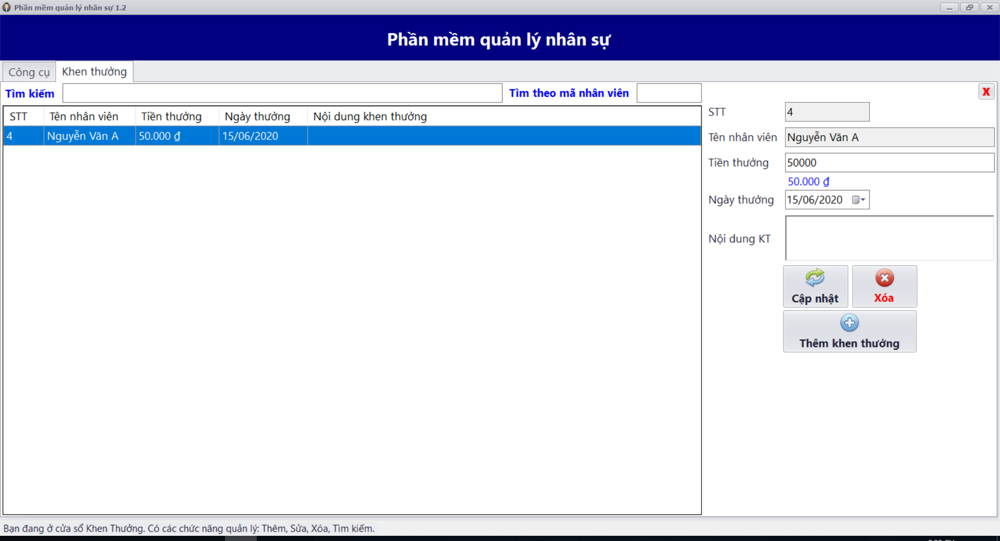 Phần mềm quản lý nhân sự 1.2
Phần mềm quản lý nhân sự
Công cụ
Khen thưởng
Tìm kiếm
Tìm theo mã nhân viên
X
STT Tên nhân viên Tiền thưởng Ngày thưởng Nội dung khen thưởng
4 Nguyễn Văn A 50.000 ₫ 15/06/2020
STT 4
Tên nhân viên Nguyễn Văn A
Tiền thưởng 50000
50.000 ₫
Ngày thưởng 15/06/2020
Nội dung KT
Cập nhật
Xóa
Thêm khen thưởng
Bạn đang ở cửa sổ Khen Thưởng. Có các chức năng quản lý: Thêm, Sửa, Xóa, Tìm kiếm.